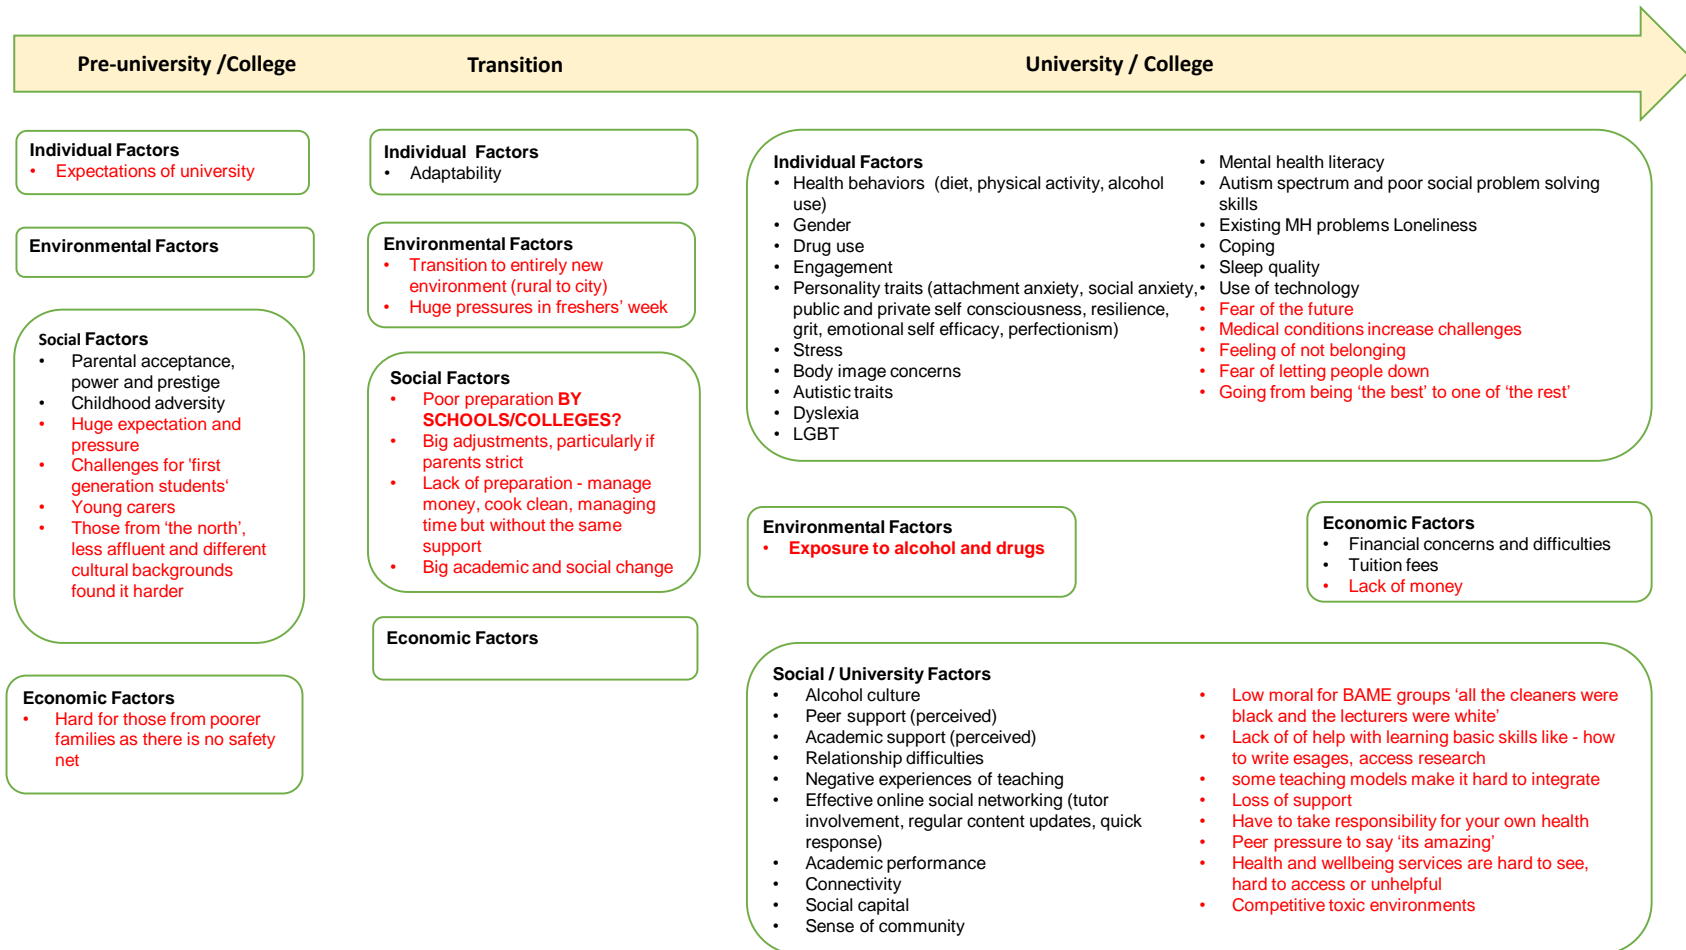 Pre-university /College
Transition
University / College
Individual Factors
• Expectations of university
Environmental Factors
Social Factors
• Parental acceptance,
power and prestige
• Childhood adversity
• Huge expectation and
pressure
• Challenges for 'first
generation students'
• Young carers
• Those from 'the north',
less affluent and different
cultural backgrounds
found it harder
Economic Factors
• Hard for those from poorer
families as there is no safety
net
Individual Factors
• Adaptability
Environmental Factors
• Transition to entirely new
environment (rural to city)
• Huge pressures in freshers' week
Social Factors
• Poor preparation BY
SCHOOLS/COLLEGES?
• Big adjustments, particularly if
parents strict
• Lack of preparation - manage
money, cook clean, managing
time but without the same
support
• Big academic and social change
Economic Factors
Individual Factors
• Health behaviors (diet, physical activity, alcohol
use)
• Gender
• Drug use
• Engagement
• Personality traits (attachment anxiety, social anxiety,
public and private self consciousness, resilience,
grit, emotional self efficacy, perfectionism)
• Stress
• Body image concerns
• Autistic traits
• Dyslexia
• LGBT
• Mental health literacy
• Autism spectrum and poor social problem solving
skills
• Existing MH problems Loneliness
• Coping
• Sleep quality
• Use of technology
• Fear of the future
• Medical conditions increase challenges
• Feeling of not belonging
• Fear of letting people down
• Going from being 'the best' to one of 'the rest'
Environmental Factors
• Exposure to alcohol and drugs
Economic Factors
• Financial concerns and difficulties
• Tuition fees
• Lack of money
Social / University Factors
• Alcohol culture
• Peer support (perceived)
• Academic support (perceived)
• Relationship difficulties
• Negative experiences of teaching
• Effective online social networking (tutor
involvement, regular content updates, quick
response)
• Academic performance
• Connectivity
• Social capital
• Sense of community
• Low moral for BAME groups 'all the cleaners were
black and the lecturers were white'
• Lack of of help with learning basic skills like - how
to write esages, access research
• some teaching models make it hard to integrate
• Loss of support
• Have to take responsibility for your own health
• Peer pressure to say 'its amazing'
• Health and wellbeing services are hard to see,
hard to access or unhelpful
• Competitive toxic environments